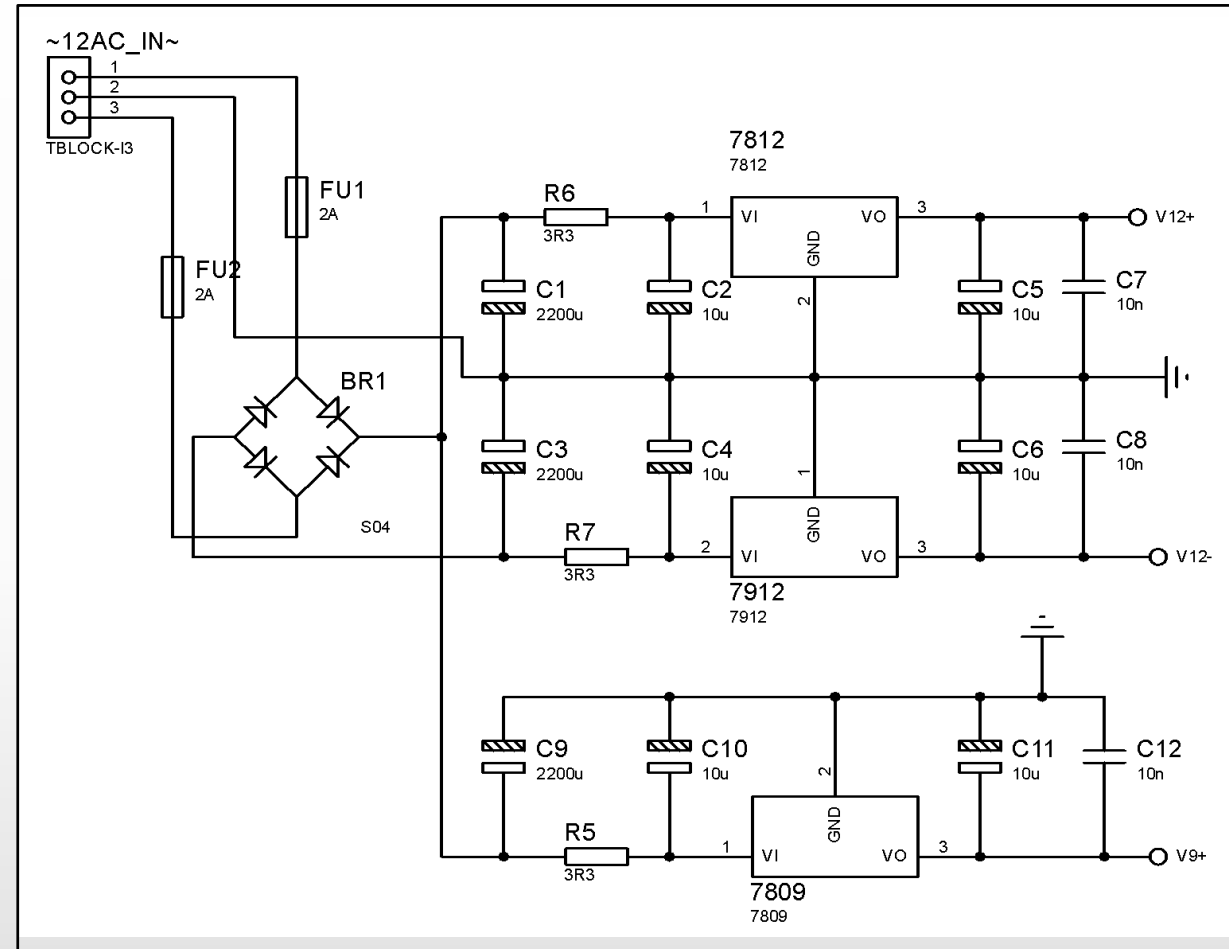 ~12AC_IN~
1
2
3
TBLOCK-I3
FU1
2A
FU2
2A
BR1
S04
R6
3R3
C1
2200u
C2
10u
7812
7812
1
VI
VO
3
GND
2
C5
10u
C7
10n
V12+
C3
2200u
C4
10u
1
GND
C6
10u
C8
10n
R7
3R3
2
VI
VO
3
V12-
7912
7912
C9
2200u
C10
10u
2
GND
C11
10u
C12
10n
R5
3R3
1
VI
VO
3
V9+
7809
7809